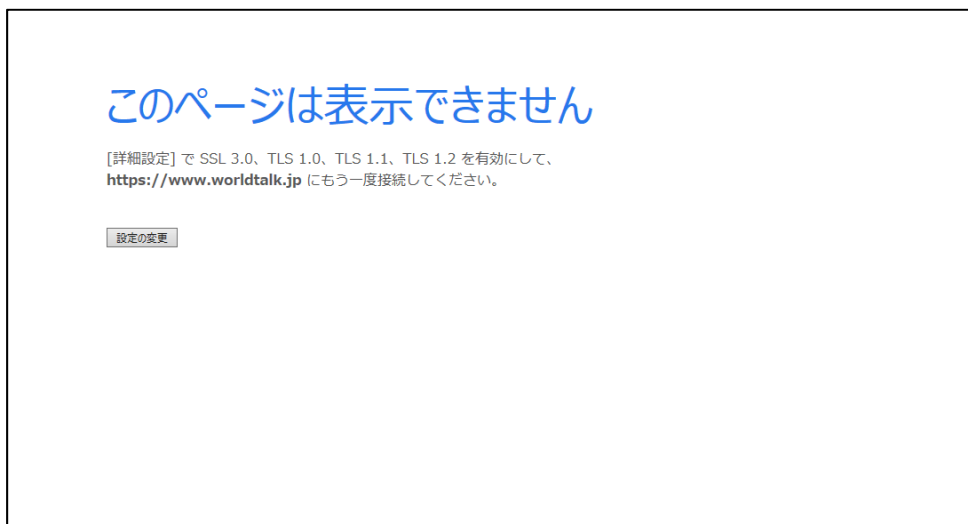 このページは表示できません
[詳細設定] で SSL 3.0、TLS 1.0、TLS 1.1、TLS 1.2 を有効にして、
https://www.worldtalk.jp にもう一度接続してください。
設定の変更